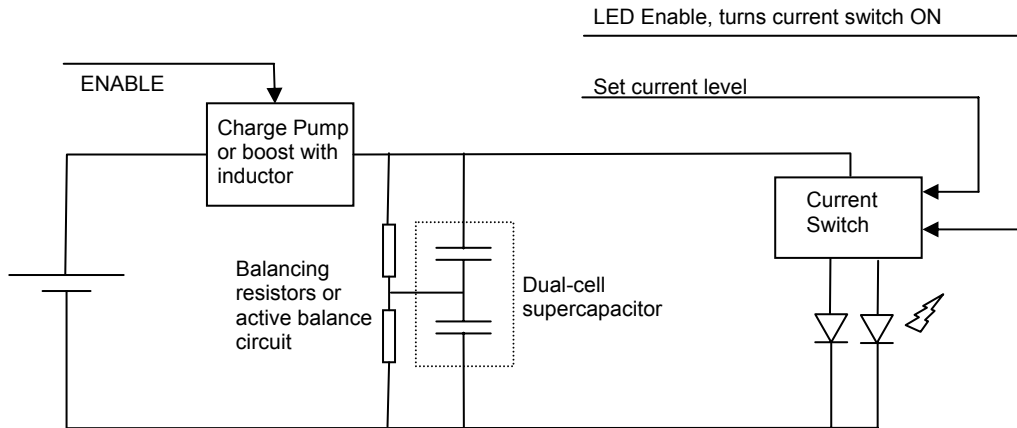 LED Enable, turns current switch ON
ENABLE
Set current level
Charge Pump
or boost with
inductor
Current
Switch
Balancing
resistors or
active balance
circuit
Dual-cell
supercapacitor